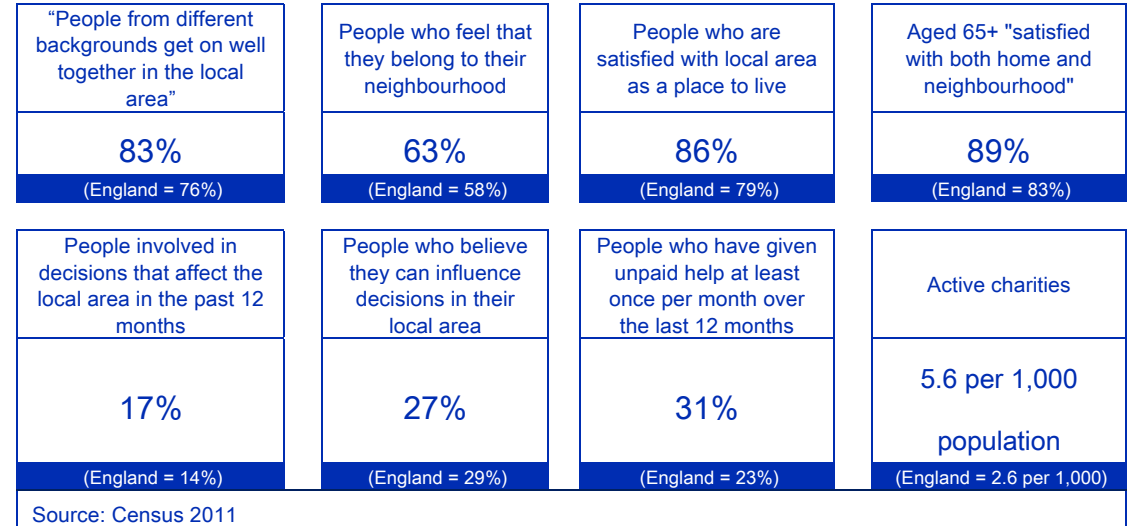 “People from different
backgrounds get on well
together in the local
area”
83%
(England = 76%)
People who feel that
they belong to their
neighbourhood
63%
(England = 58%)
People who are
satisfied with local area
as a place to live
86%
(England = 79%)
Aged 65+ "satisfied
with both home and
neighbourhood"
89%
(England = 83%)
People involved in
decisions that affect the
local area in the past 12
months
17%
(England = 14%)
People who believe
they can influence
decisions in their
local area
27%
(England = 29%)
People who have given
unpaid help at least
once per month over
the last 12 months
31%
(England = 23%)
Active charities
5.6 per 1,000
population
(England = 2.6 per 1,000)
Source: Census 2011